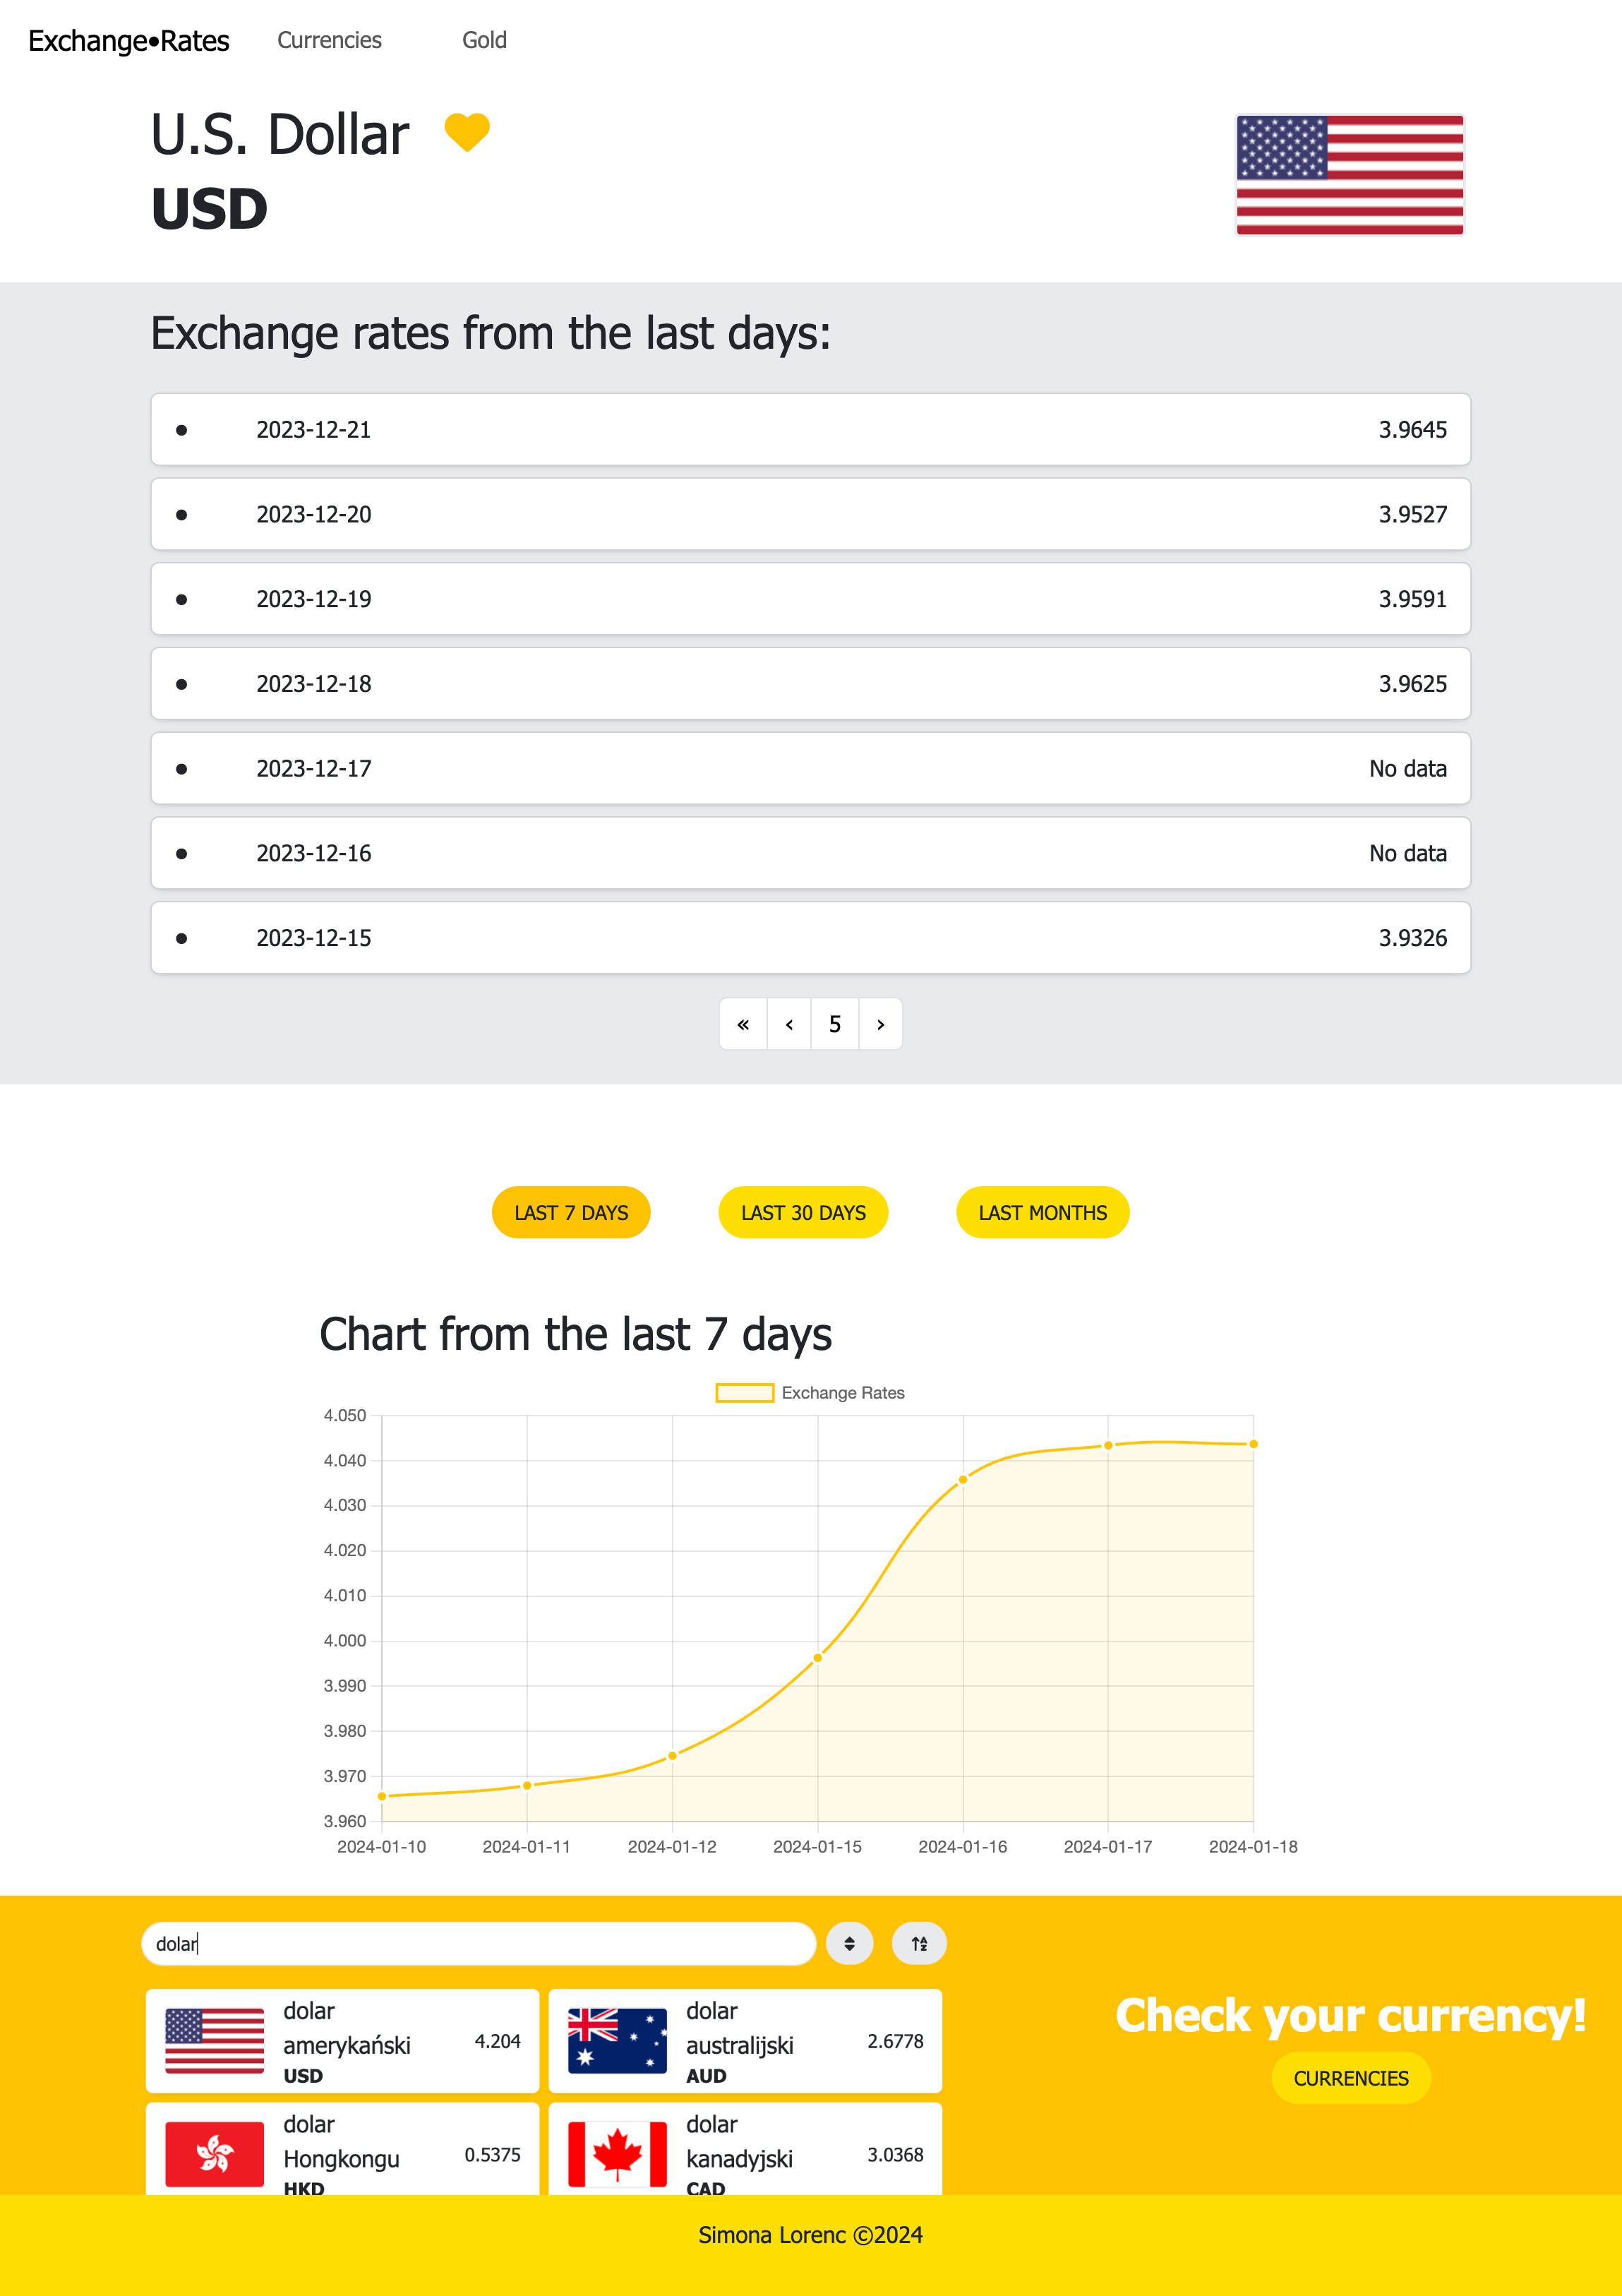 Exchange•Rates Currencies Gold
U.S. Dollar
USD
Exchange rates from the last days:
• 2023-12-21 3.9645
• 2023-12-20 3.9527
• 2023-12-19 3.9591
• 2023-12-18 3.9625
• 2023-12-17 No data
• 2023-12-16 No data
• 2023-12-15 3.9326
« ‹ 5 ›
LAST 7 DAYS LAST 30 DAYS LAST MONTHS
Chart from the last 7 days
Exchange Rates
4.050
4.040
4.030
4.020
4.010
4.000
3.990
3.980
3.970
3.960
2024-01-10 2024-01-11 2024-01-12 2024-01-15 2024-01-16 2024-01-17 2024-01-18
dolar
dolar
amerykański
USD
4.204
dolar
australijski
AUD
2.6778
dolar
Hongkongu
HKD
0.5375
dolar
kanadyjski
CAD
3.0368
Check your currency!
CURRENCIES
Simona Lorenc ©2024